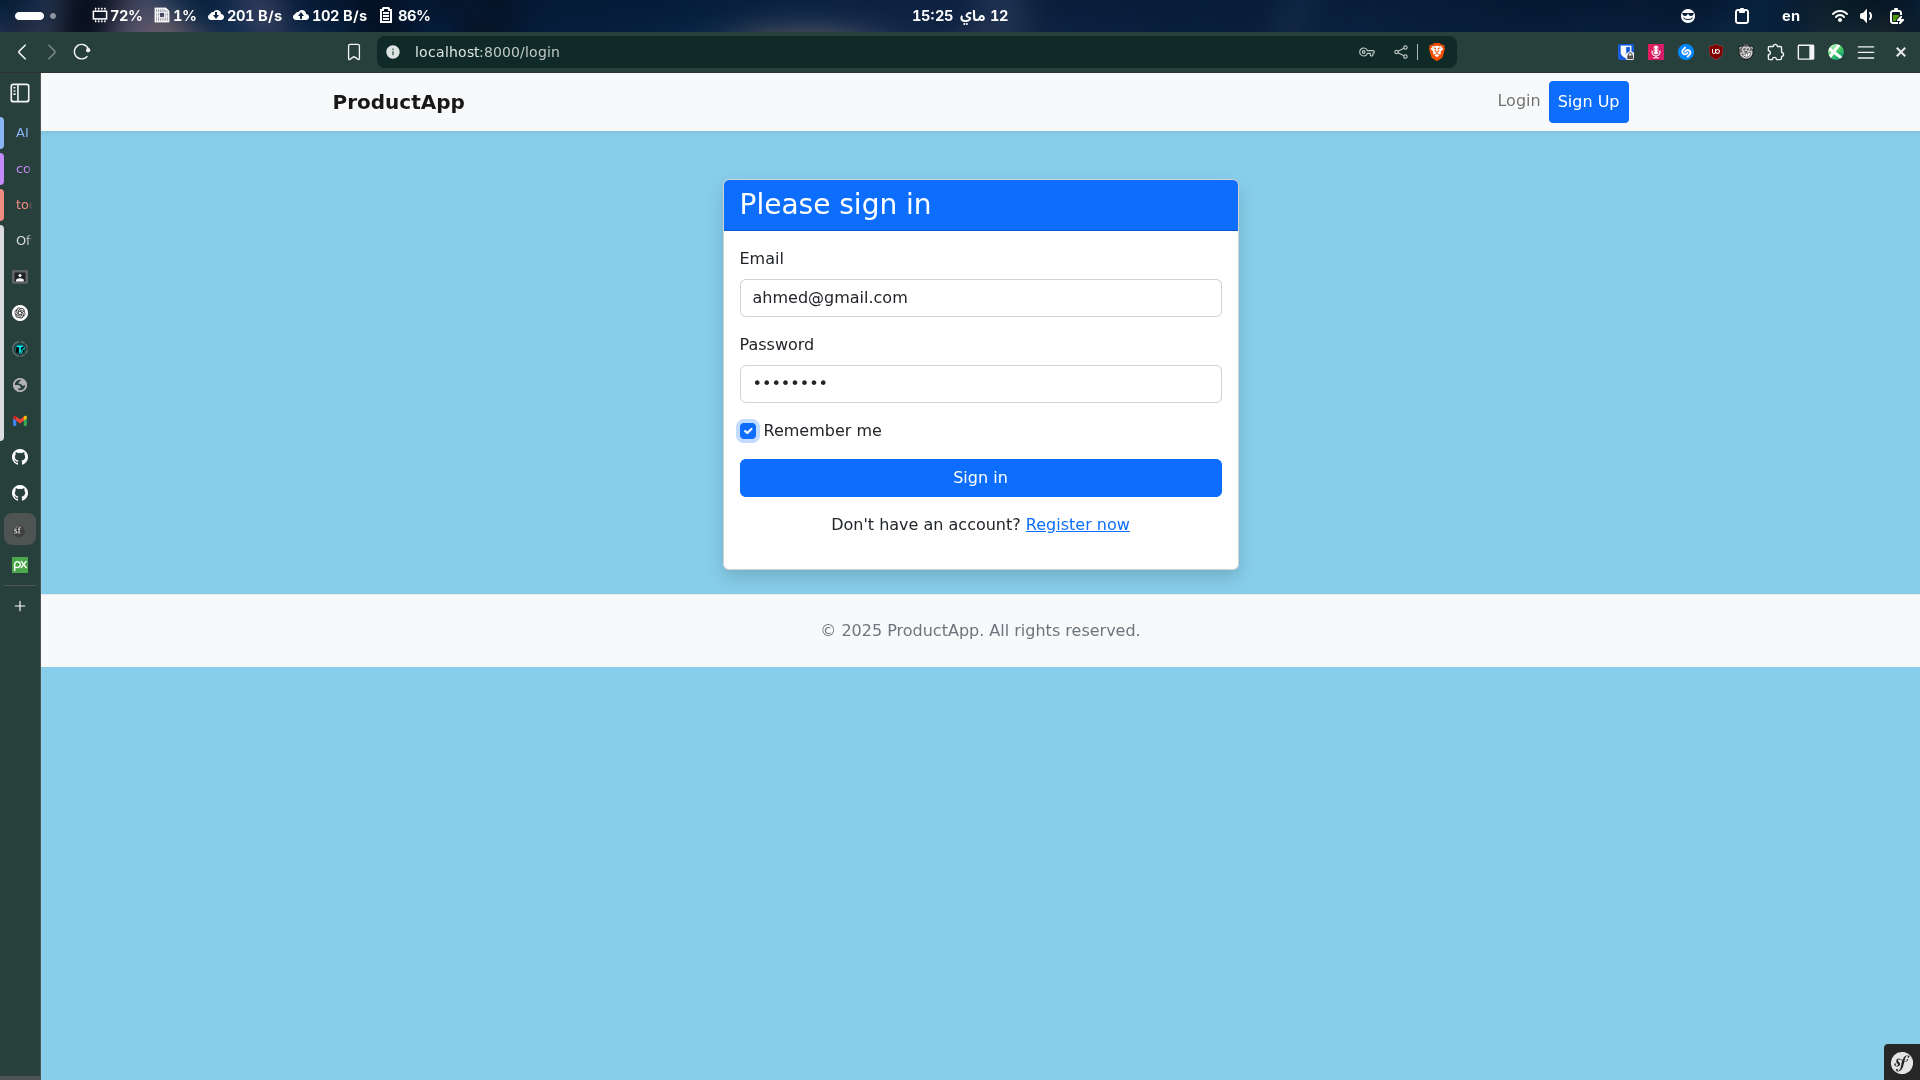 72% 1% 201 B/s 102 B/s 86% 12 ماي 15:25 en
localhost:8000/login
ProductApp Login Sign Up
AI
co
to
Of
Please sign in
Email
ahmed@gmail.com
Password
Remember me
Sign in
Don't have an account? Register now
© 2025 ProductApp. All rights reserved.
sf
px
sf